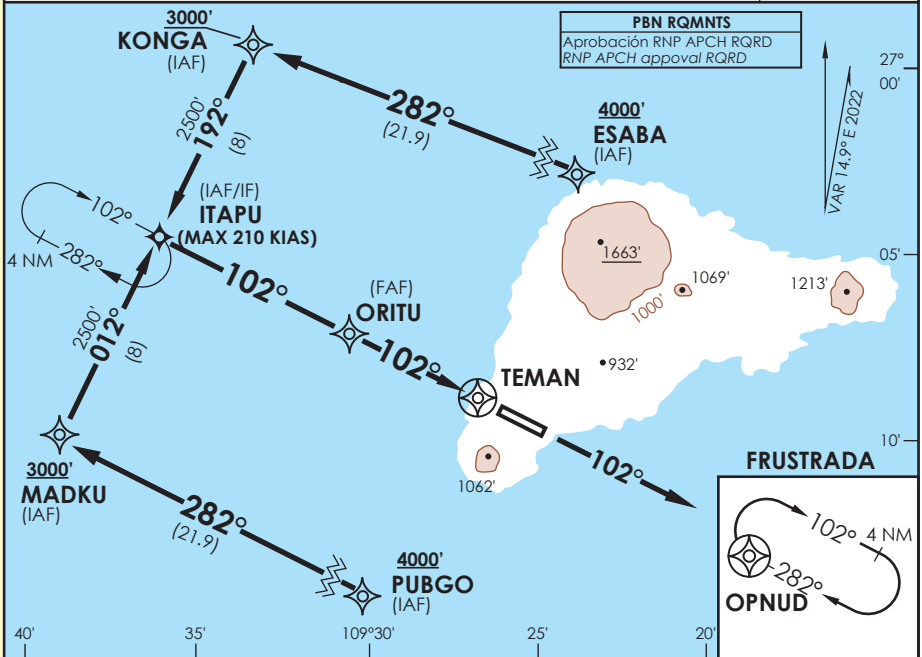 3000'
KONGA
(IAF)
PBN RQMNTS
Aprobación RNP APCH RQRD
RNP APCH appoval RQRD
27°
00'
VAR 14.9° E 2022
282°
(21.9)
4000'
ESABA
(IAF)
2500'
192°
(8)
(IAF/IF)
ITAPU
(MAX 210 KIAS)
102°
282°
4 NM
05'
1663'
1069'
1000'
1213'
102°
(FAF)
ORITU
2500'
012°
(8)
102°
932'
TEMAN
10'
102°
1062'
3000'
MADKU
(IAF)
282°
(21.9)
4000'
PUBGO
(IAF)
FRUSTRADA
102°
4 NM
282°
OPNUD
40'
35'
109°30'
25'
20'